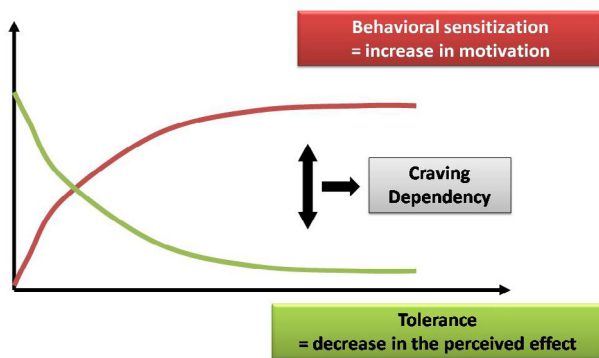 Behavioral sensitization
= increase in motivation
Craving
Dependency
Tolerance
= decrease in the perceived effect